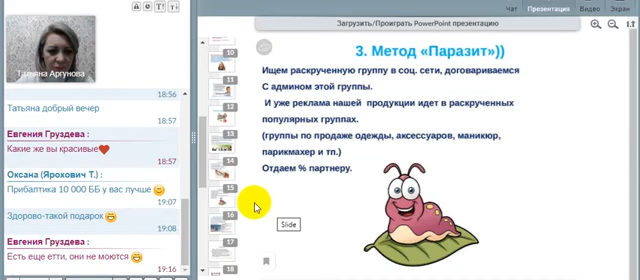 Чат
Презентация
Видео
Экран
Загрузить/Проиграть PowerPoint презентацию
Татьяна Аргунова
18:56
Татьяна добрый вечер
18:57
Евгения Груздева :
Какие же вы красивые
18:57
Оксана (Ярохович Т.) :
Прибалтика 10 000 ББ у вас лучше
19:07
Здорово-такой подарок
19:08
Евгения Груздева :
Есть еще етти, они не моются
19:16
10
11
12
13
14
15
16
17
18
Slide
3. Метод «Паразит»))
Ищем раскрученную группу в соц. сети, договариваемся
С админом этой группы.
И уже реклама нашей продукции идет в раскрученных
популярных группах.
(группы по продаже одежды, аксессуаров, маникюр,
парикмахер и тп.)
Отдаем % партнеру.